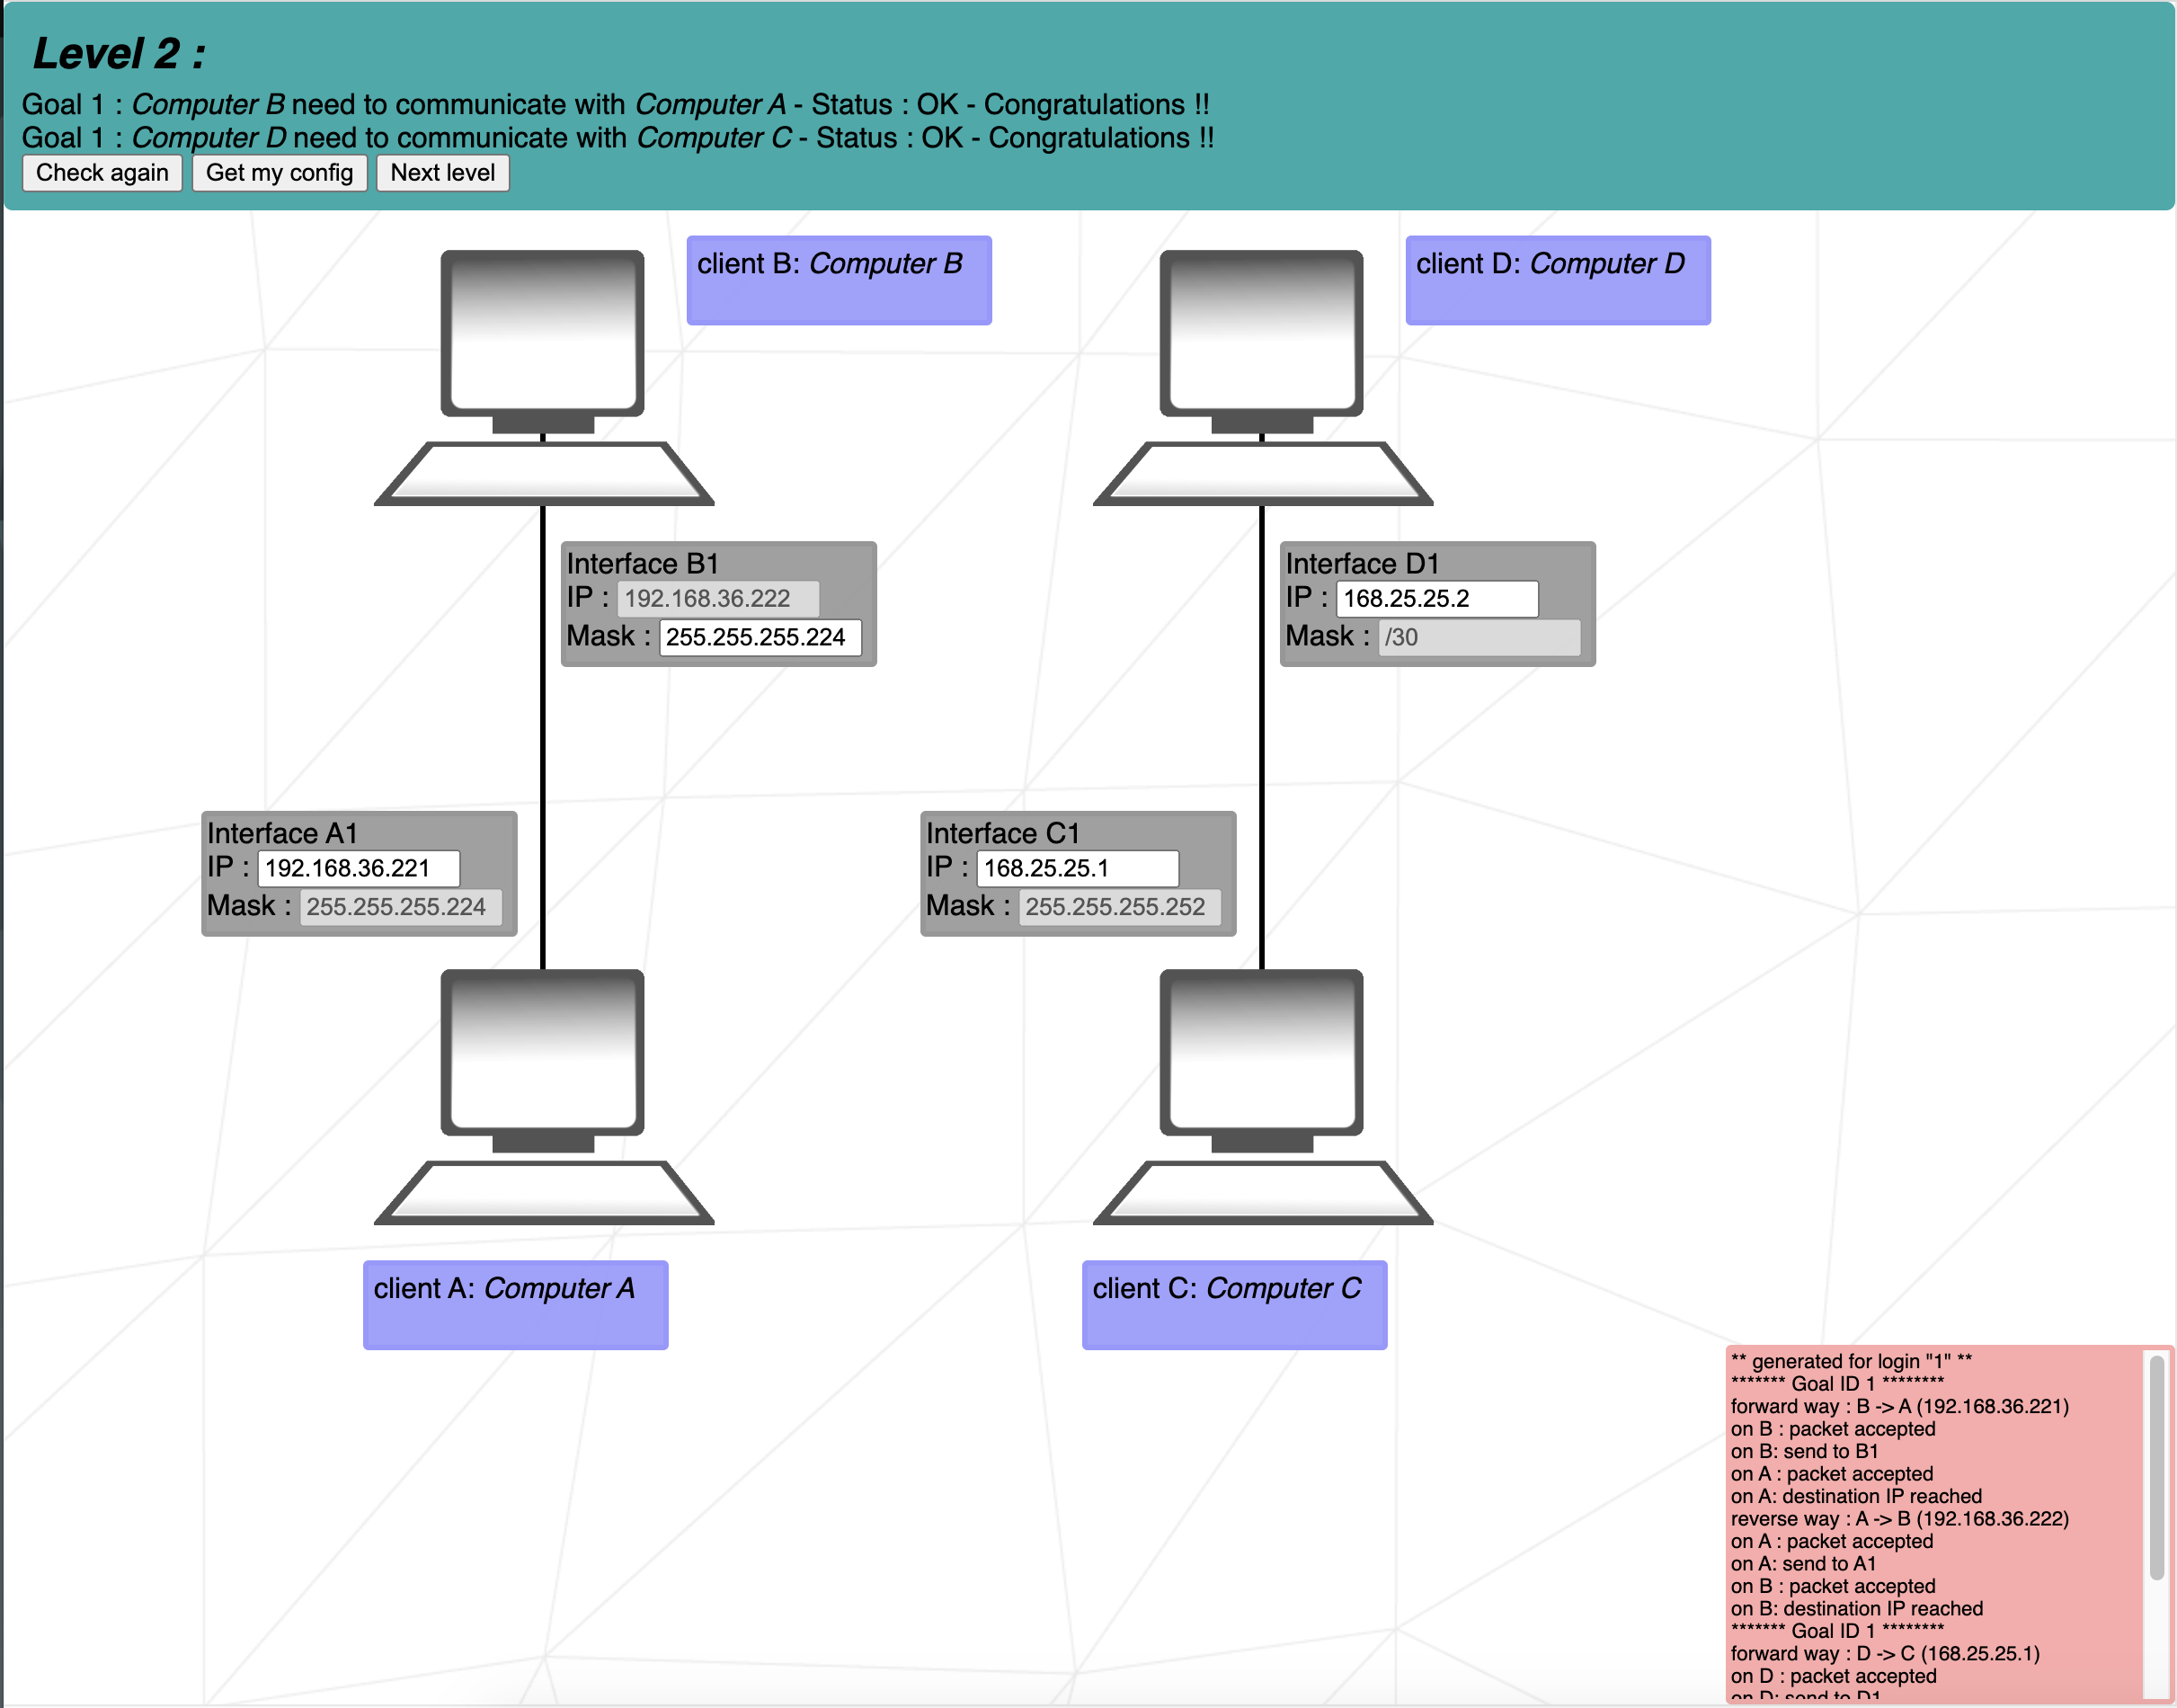 Level 2 :
Goal 1 : Computer B need to communicate with Computer A - Status : OK - Congratulations !!
Goal 1 : Computer D need to communicate with Computer C - Status : OK - Congratulations !!
Check again Get my config Next level
client B: Computer B
client D: Computer D
Interface B1
IP : 192.168.36.222
Mask : 255.255.255.224
Interface D1
IP : 168.25.25.2
Mask : /30
Interface A1
IP : 192.168.36.221
Mask : 255.255.255.224
Interface C1
IP : 168.25.25.1
Mask : 255.255.255.252
client A: Computer A
client C: Computer C
** generated for login "1" **
******* Goal ID 1 ********
forward way : B -> A (192.168.36.221)
on B : packet accepted
on B: send to B1
on A : packet accepted
on A: destination IP reached
reverse way : A -> B (192.168.36.222)
on A : packet accepted
on A: send to A1
on B : packet accepted
on B: destination IP reached
******* Goal ID 1 ********
forward way : D -> C (168.25.25.1)
on D : packet accepted
on D: send to D1